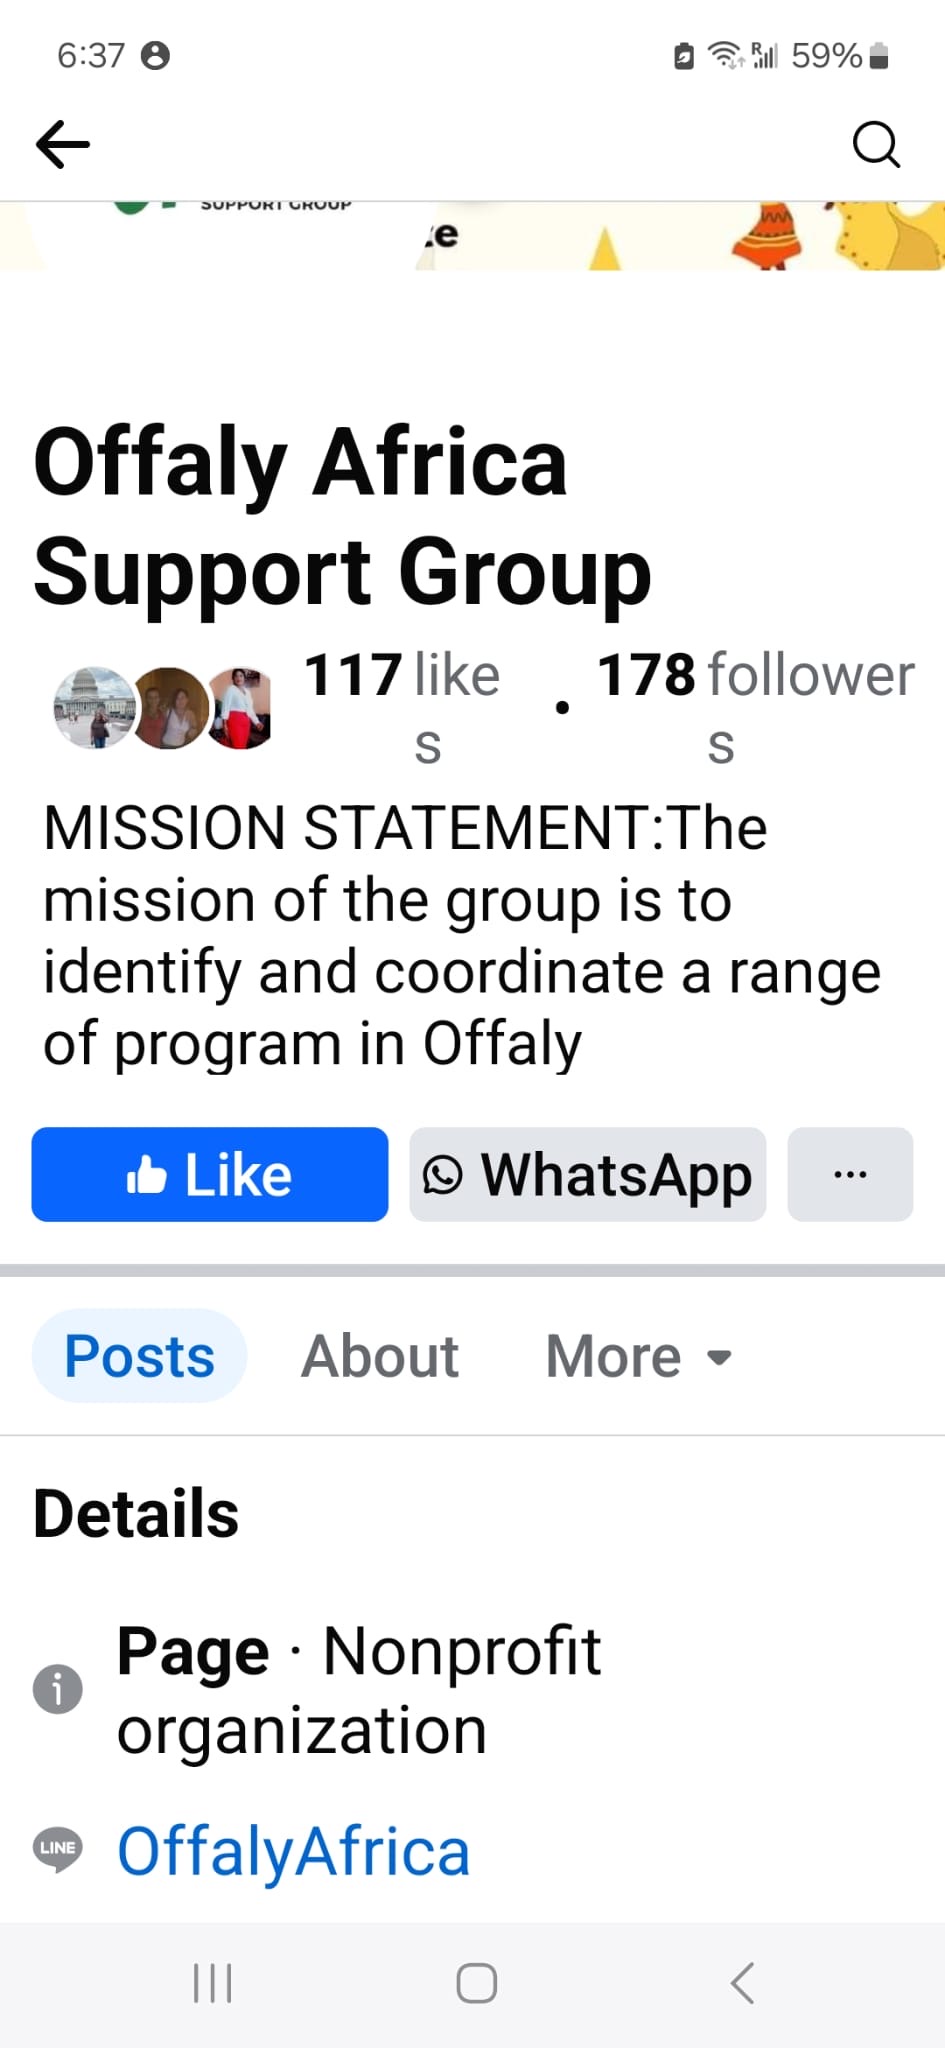 6:37
R
59%
SUPPORT GROUP
Offaly Africa
Support Group
117 like
s
. 178 follower
s
MISSION STATEMENT:The
mission of the group is to
identify and coordinate a range
of program in Offaly
Like
WhatsApp
...
Posts
About
More
Details
Page · Nonprofit
organization
LINE
OffalyAfrica